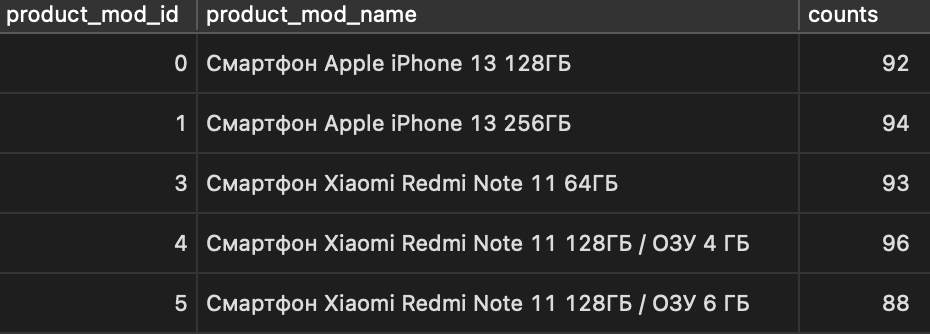 product_mod_id product_mod_name counts
0 Смартфон Apple iPhone 13 128ГБ 92
1 Смартфон Apple iPhone 13 256ГБ 94
3 Смартфон Xiaomi Redmi Note 11 64ГБ 93
4 Смартфон Xiaomi Redmi Note 11 128ГБ / ОЗУ 4 ГБ 96
5 Смартфон Xiaomi Redmi Note 11 128ГБ / ОЗУ 6 ГБ 88